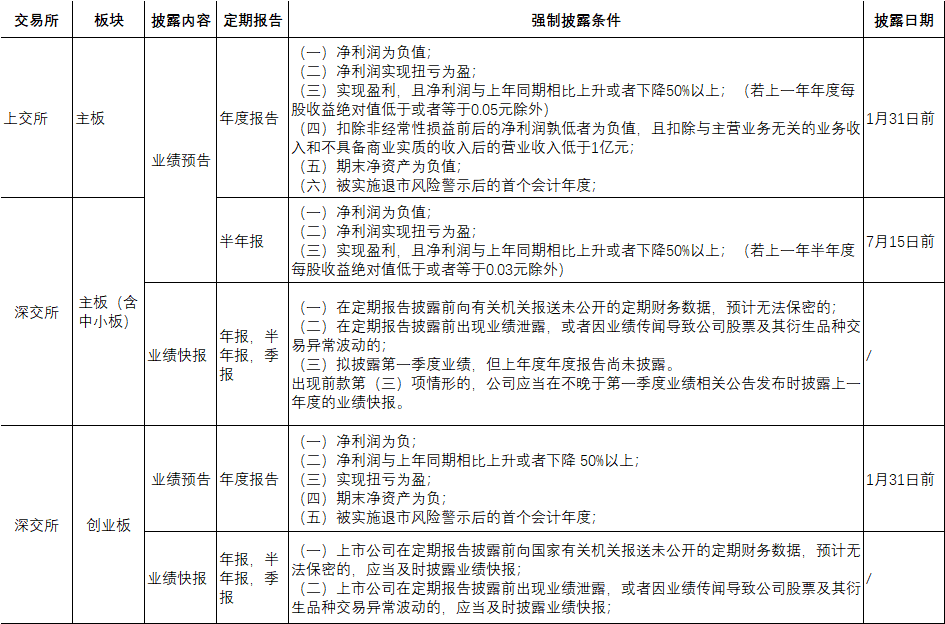 交易所 板块 披露内容 定期报告 强制披露条件 披露日期
上交所
主板
业绩预告
年度报告
（一）净利润为负值；
（二）净利润实现扭亏为盈；
（三）实现盈利，且净利润与上年同期相比上升或者下降50%以上；（若上一年年度每
股收益绝对值低于或者等于0.05元除外）
（四）扣除非经常性损益前后的净利润孰低者为负值，且扣除与主营业务无关的业务收
入和不具备商业实质的收入后的营业收入低于1亿元；
（五）期末净资产为负值；
（六）被实施退市风险警示后的首个会计年度；
1月31日前
深交所
主板（含
中小板）
半年报
（一）净利润为负值；
（二）净利润实现扭亏为盈；
（三）实现盈利，且净利润与上年同期相比上升或者下降50%以上；（若上一年半年度
每股收益绝对值低于或者等于0.03元除外）
7月15日前
业绩快报
年报，半
年报，季
报
（一）在定期报告披露前向有关机关报送未公开的定期财务数据，预计无法保密的；
（二）在定期报告披露前出现业绩泄露，或者因业绩传闻导致公司股票及其衍生品种交
易异常波动的；
（三）拟披露第一季度业绩，但上年度年度报告尚未披露。
出现前款第（三）项情形的，公司应当在不晚于第一季度业绩相关公告发布时披露上一
年度的业绩快报。
/
深交所
创业板
业绩预告
年度报告
（一）净利润为负；
（二）净利润与上年同期相比上升或者下降 50%以上；
（三）实现扭亏为盈；
（四）期末净资产为负；
（五）被实施退市风险警示后的首个会计年度；
1月31日前
业绩快报
年报，半
年报，季
报
（一）上市公司在定期报告披露前向国家有关机关报送未公开的定期财务数据，预计无
法保密的，应当及时披露业绩快报；
（二）上市公司在定期报告披露前出现业绩泄露，或者因业绩传闻导致公司股票及其衍
生品种交易异常波动的，应当及时披露业绩快报；
/